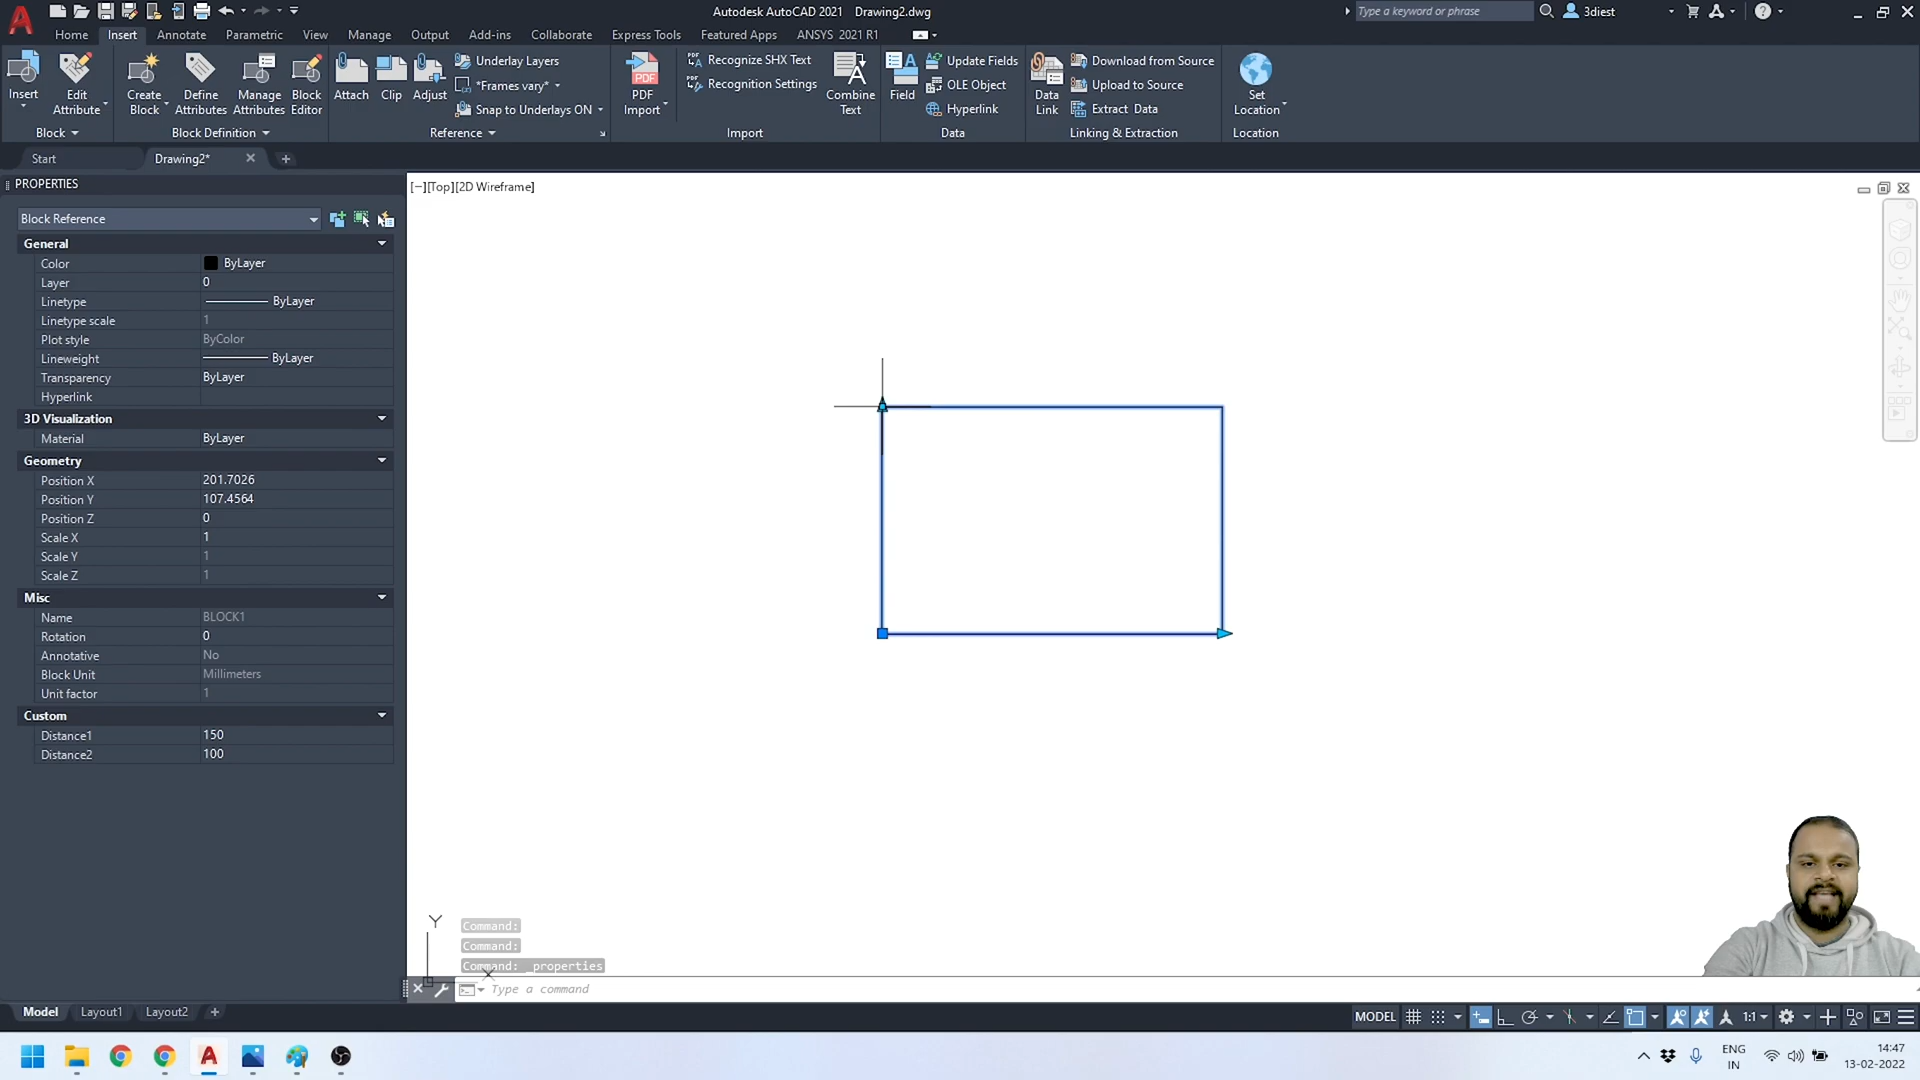 Autodesk AutoCAD 2021 Drawing2.dwg
Type a keyword or phrase
3diest
Home Insert Annotate Parametric View Manage Output Add-ins Collaborate Express Tools Featured Apps ANSYS 2021 R1
Insert
Edit Attribute
Create Block
Define Attributes
Manage Attributes
Block Editor
Attach
Clip
Adjust
Underlay Layers
*Frames vary*
Snap to Underlays ON
PDF
PDF Import
Recognize SHX Text
Recognition Settings
Combine Text
Field
Update Fields
OLE Object
Hyperlink
Data Link
Download from Source
Upload to Source
Extract Data
Set Location
Block Block Definition Reference Import Data Linking & Extraction Location
Start Drawing2*
PROPERTIES
[−][Top][2D Wireframe]
Block Reference
General
Color ByLayer
Layer 0
Linetype ByLayer
Linetype scale 1
Plot style ByColor
Lineweight ByLayer
Transparency ByLayer
Hyperlink
3D Visualization
Material ByLayer
Geometry
Position X 201.7026
Position Y 107.4564
Position Z 0
Scale X 1
Scale Y 1
Scale Z 1
Misc
Name BLOCK1
Rotation 0
Annotative No
Block Unit Millimeters
Unit factor 1
Custom
Distance1 150
Distance2 100
Y
Command:
Command:
Command: _properties
Type a command
Model Layout1 Layout2
MODEL 1:1
ENG
IN
14:47
13-02-2022